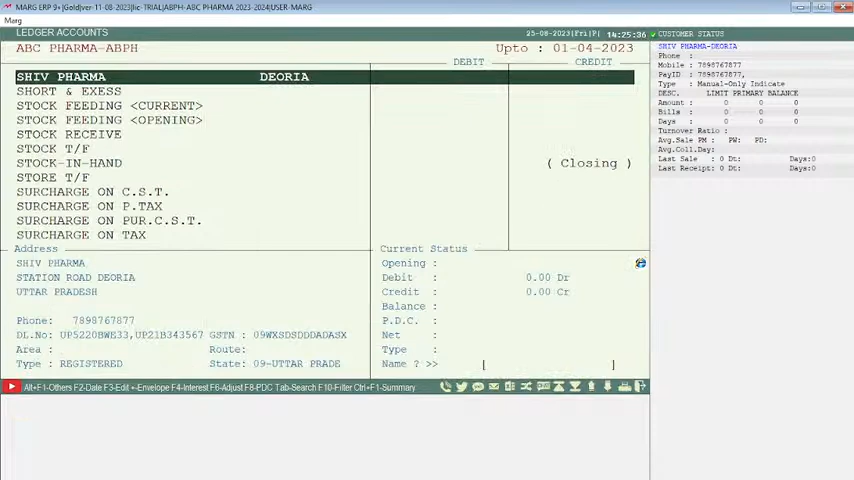 MARG ERP 9+|Gold|ver-11-08-2023|lic-TRIAL|ABPH-ABC PHARMA 2023-2024|USER-MARG
Marg
LEDGER ACCOUNTS
25-08-2023|Fri|P| 14:25:36
CUSTOMER STATUS
ABC PHARMA-ABPH
Upto : 01-04-2023
DEBIT CREDIT
SHIV PHARMA DEORIA
SHORT & EXESS
STOCK FEEDING <CURRENT>
STOCK FEEDING <OPENING>
STOCK RECEIVE
STOCK T/F
STOCK-IN-HAND ( Closing )
STORE T/F
SURCHARGE ON C.S.T.
SURCHARGE ON P.TAX
SURCHARGE ON PUR.C.S.T.
SURCHARGE ON TAX
Address
SHIV PHARMA
STATION ROAD DEORIA
UTTAR PRADESH
Phone: 7898767877
DL.No: UP5220BWE33,UP21B343567 GSTN : 09WXSDSDDDADASX
Area : Route:
Type : REGISTERED State: 09-UTTAR PRADE
Current Status
Opening :
Debit : 0.00 Dr
Credit : 0.00 Cr
Balance :
P.D.C. :
Net :
Type :
Name ? >> [ ]
Alt+F1-Others F2-Date F3-Edit +-Envelope F4-Interest F6-Adjust F8-PDC Tab-Search F10-Filter Ctrl+F1-Summary
SHIV PHARMA-DEORIA
Phone :
Mobile : 7898767877
PayID : 7898767877,
Type : Manual-Only Indicate
DESC. LIMIT PRIMARY BALANCE
Amount : 0 0 0
Bills : 0 0 0
Days : 0 0 0
Turnover Ratio :
Avg.Sale PM : PW: PD:
Avg.Coll.Day:
Last Sale : 0 Dt: Days:0
Last Receipt: 0 Dt: Days:0